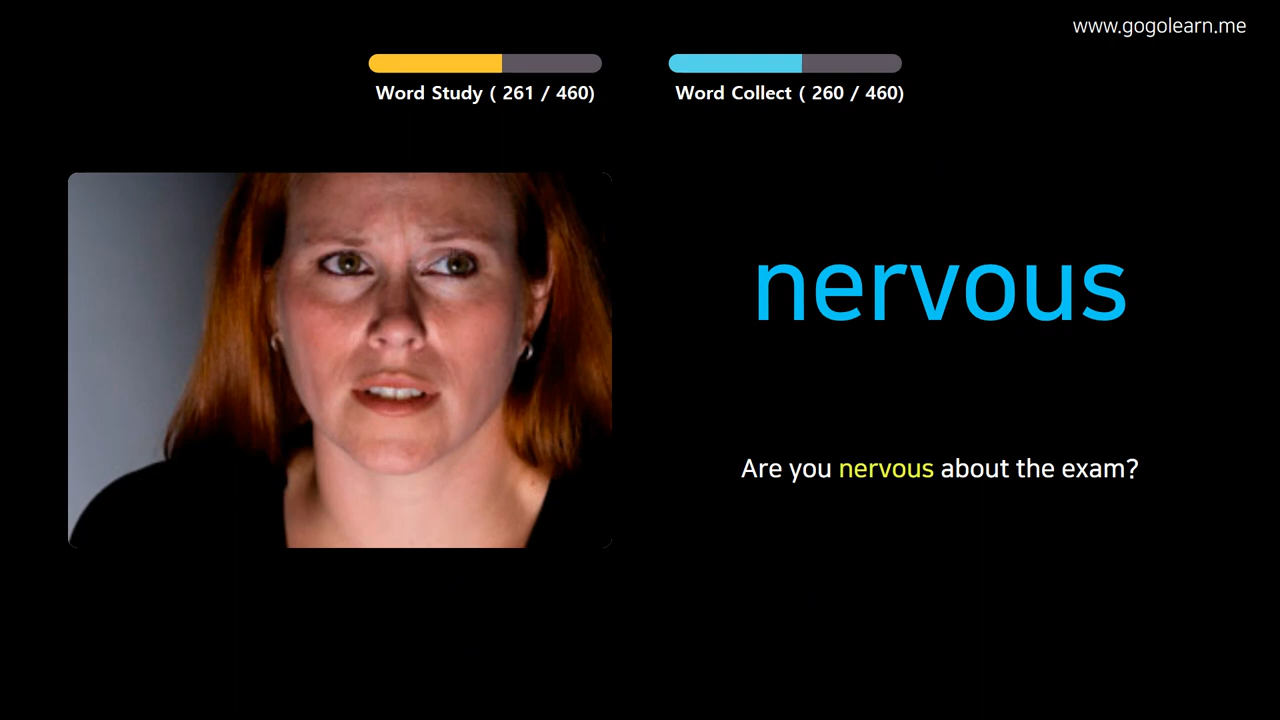 www.gogolearn.me
Word Study ( 261 / 460)
Word Collect ( 260 / 460)
nervous
Are you nervous about the exam?